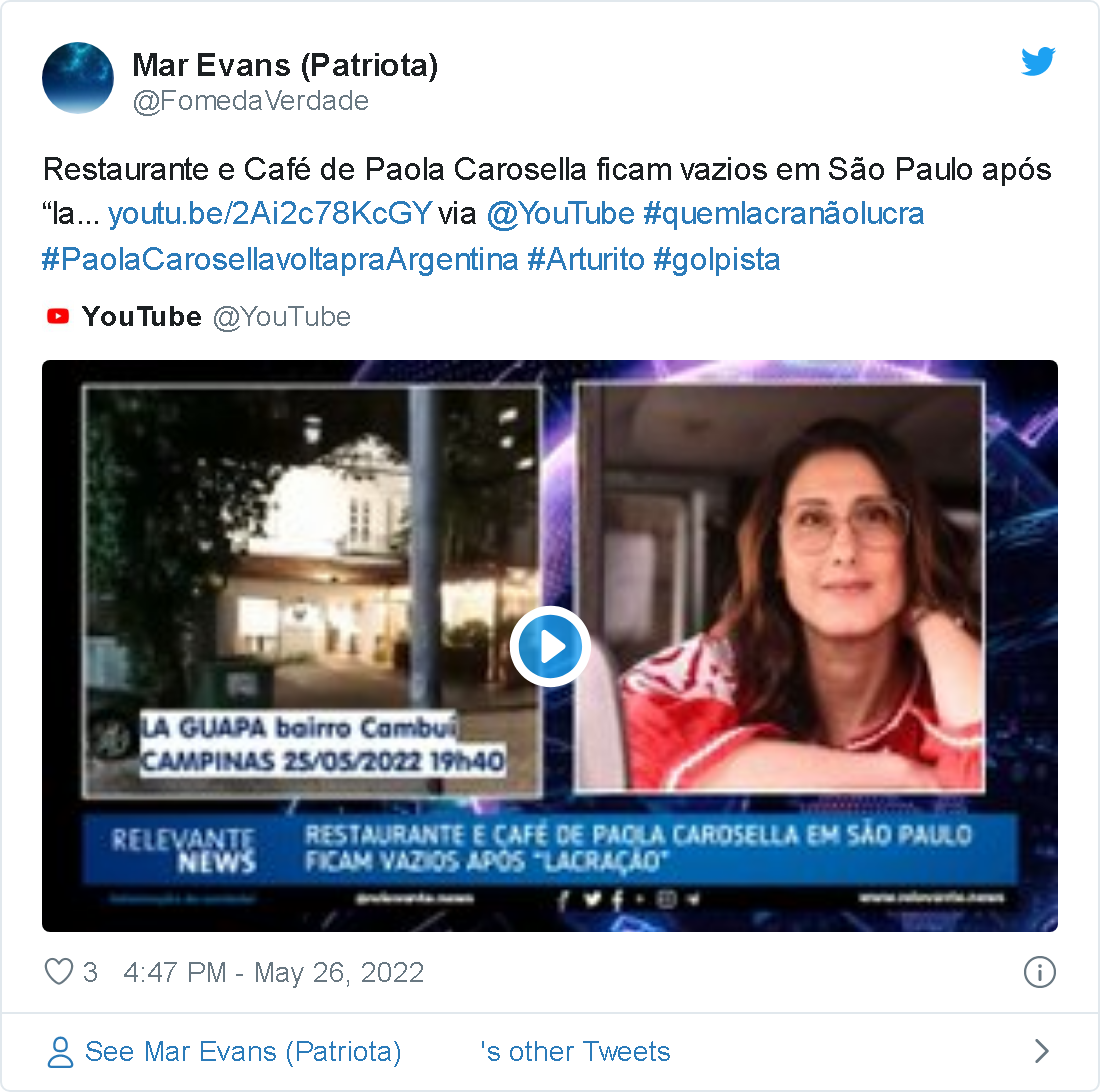 Mar Evans (Patriota)
@FomedaVerdade
Restaurante e Café de Paola Carosella ficam vazios em São Paulo após
“la... youtu.be/2Ai2c78KcGY via @YouTube #quemlacranãolucra
#PaolaCarosellavoltapraArgentina #Arturito #golpista
YouTube @YouTube
LA GUAPA bairro Cambuí
CAMPINAS 25/05/2022 19h40
RELEVANTE
NEWS
RESTAURANTE E CAFÉ DE PAOLA CAROSELLA EM SÃO PAULO
FICAM VAZIOS APÓS "LACRAÇÃO"
@relevante.news
www.relevante.news
3 4:47 PM - May 26, 2022
See Mar Evans (Patriota) 's other Tweets